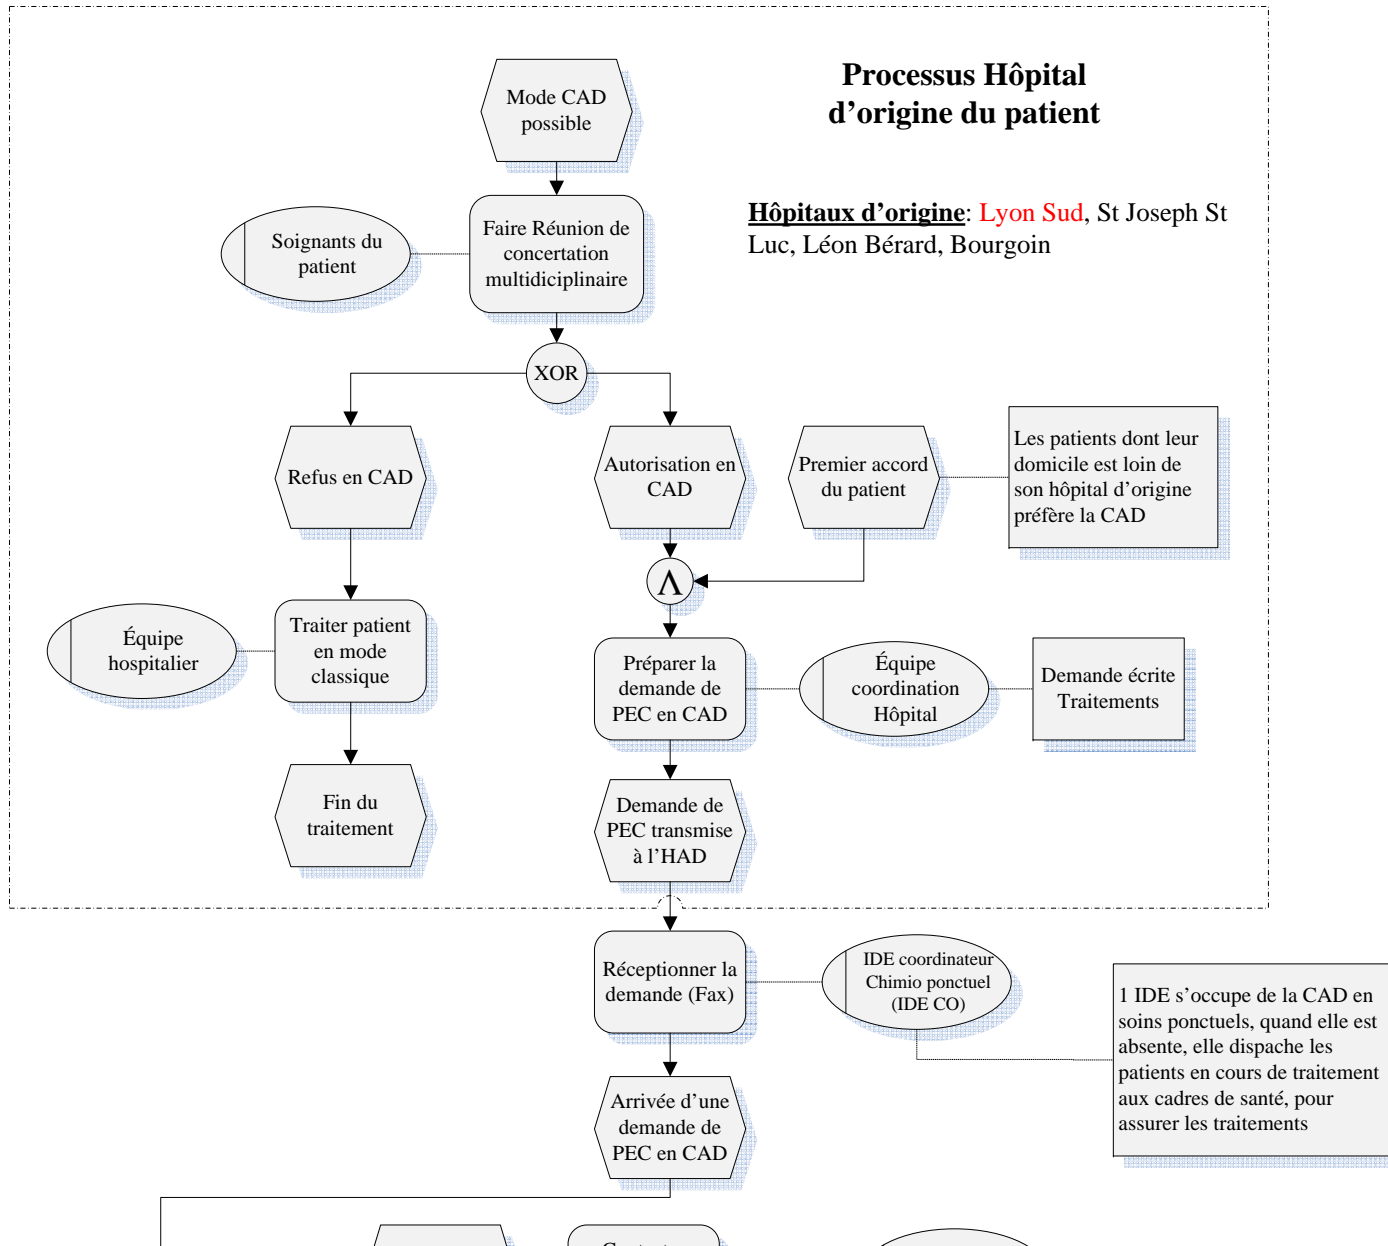 Processus Hôpital
d’origine du patient
Mode CAD
possible
Hôpitaux d’origine: Lyon Sud, St Joseph St
Luc, Léon Bérard, Bourgoin
Soignants du
patient
Faire Réunion de
concertation
multidiciplinaire
XOR
Refus en CAD
Autorisation en
CAD
Premier accord
du patient
Les patients dont leur
domicile est loin de
son hôpital d’origine
préfère la CAD
Λ
Équipe
hospitalier
Traiter patient
en mode
classique
Préparer la
demande de
PEC en CAD
Équipe
coordination
Hôpital
Demande écrite
Traitements
Fin du
traitement
Demande de
PEC transmise
à l’HAD
Réceptionner la
demande (Fax)
IDE coordinateur
Chimio ponctuel
(IDE CO)
1 IDE s’occupe de la CAD en
soins ponctuels, quand elle est
absente, elle dispache les
patients en cours de traitement
aux cadres de santé, pour
assurer les traitements
Arrivée d’une
demande de
PEC en CAD